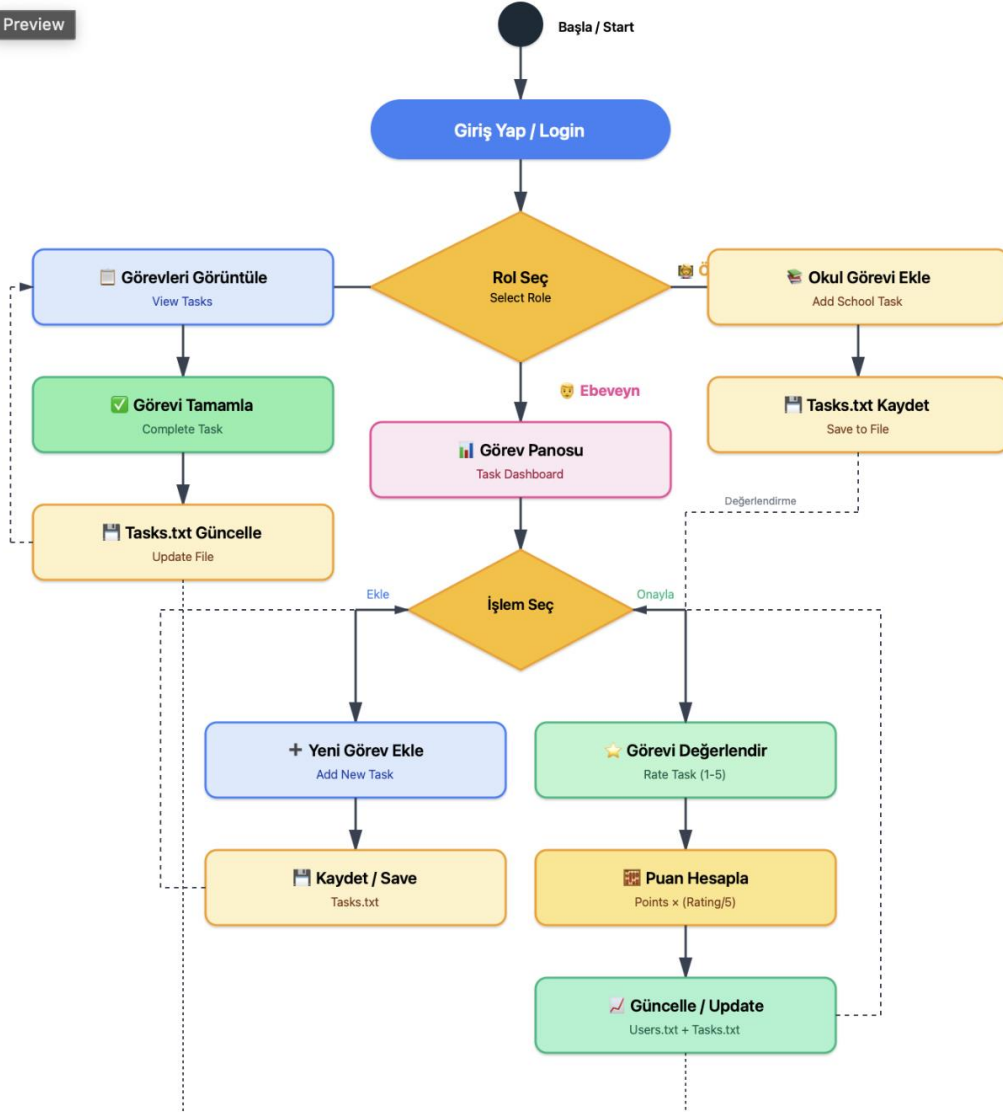 Preview
Başla / Start
Giriş Yap / Login
Rol Seç
Select Role
Görevleri Görüntüle
View Tasks
Okul Görevi Ekle
Add School Task
Görevi Tamamla
Complete Task
Ebeveyn
Tasks.txt Kaydet
Save to File
Görev Panosu
Task Dashboard
Değerlendirme
Tasks.txt Güncelle
Update File
Ekle
İşlem Seç
Onayla
+ Yeni Görev Ekle
Add New Task
Görevi Değerlendir
Rate Task (1-5)
Kaydet / Save
Tasks.txt
Puan Hesapla
Points × (Rating/5)
Güncelle / Update
Users.txt + Tasks.txt